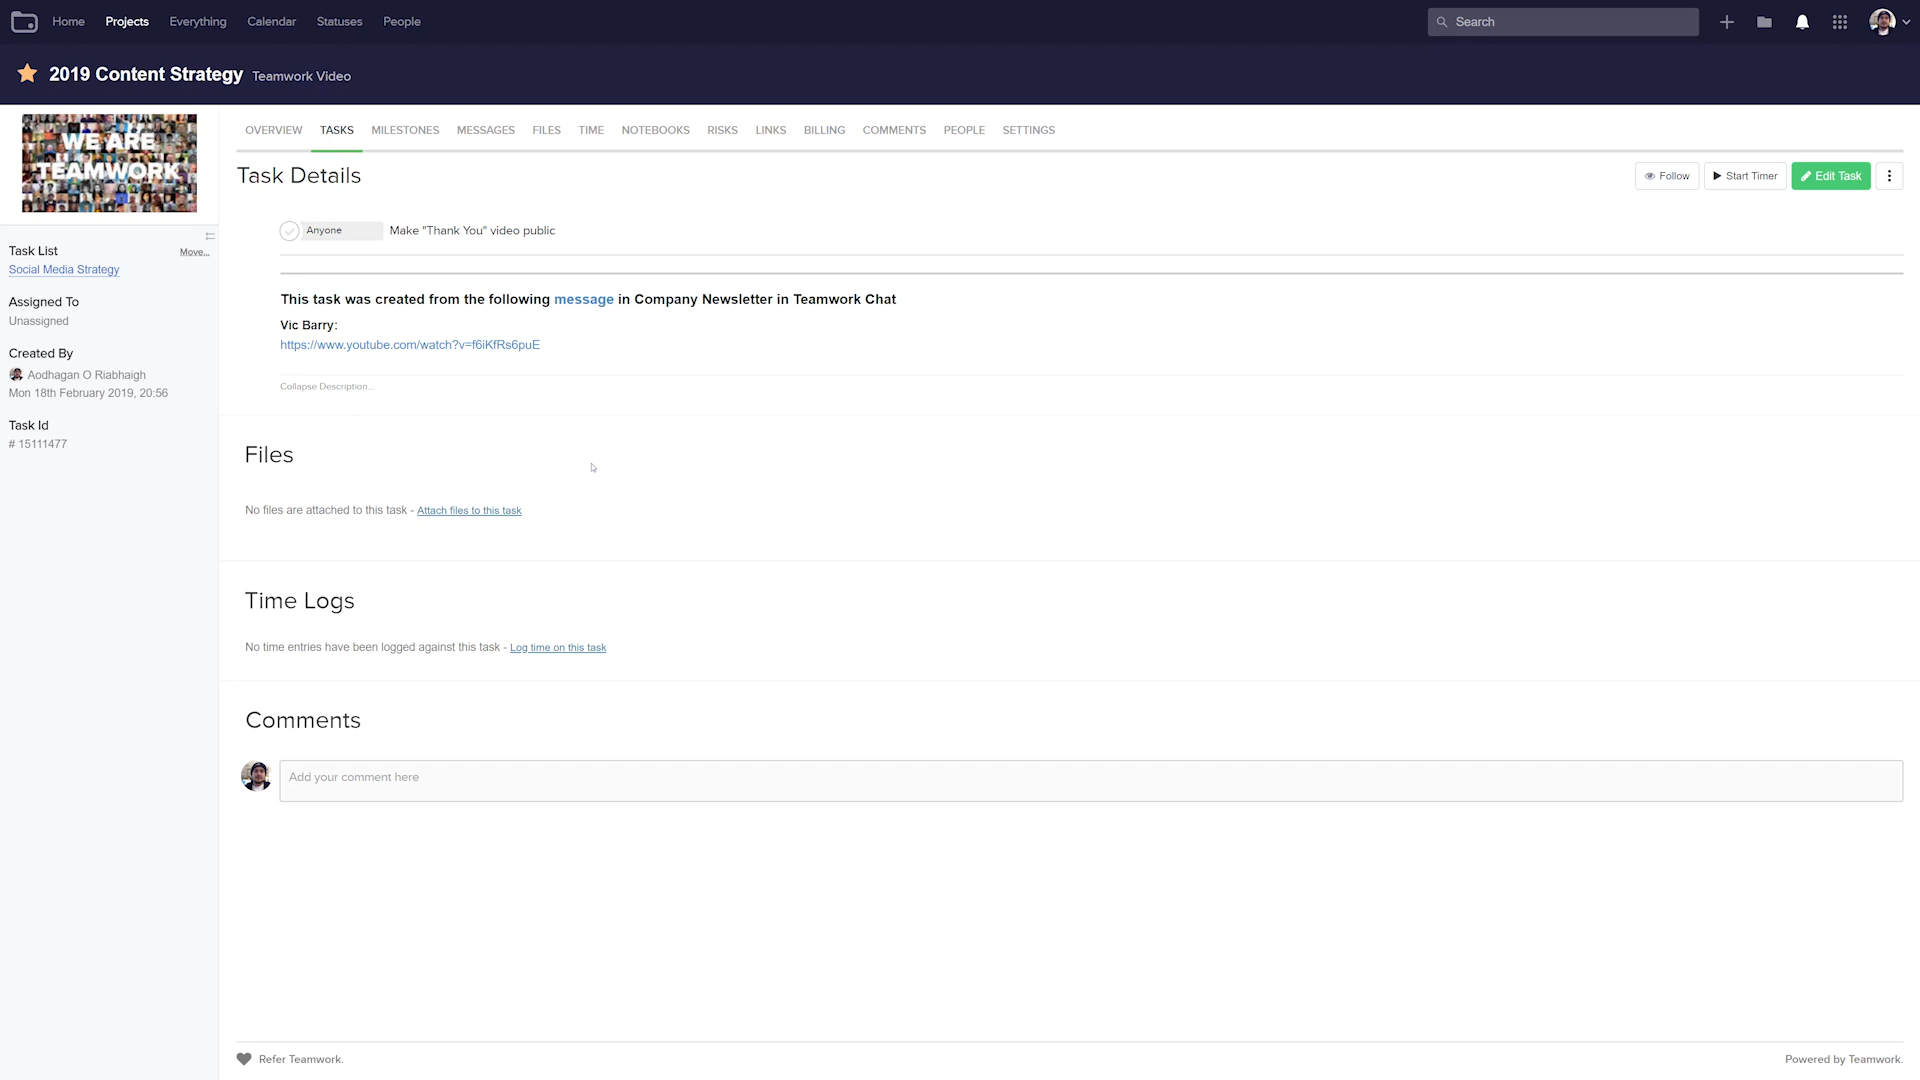 Home Projects Everything Calendar Statuses People Search
2019 Content Strategy Teamwork Video
WE ARE
TEAMWORK
OVERVIEW TASKS MILESTONES MESSAGES FILES TIME NOTEBOOKS RISKS LINKS BILLING COMMENTS PEOPLE SETTINGS
Task Details
Follow Start Timer Edit Task
Task List
Move...
Social Media Strategy
Assigned To
Unassigned
Created By
Aodhagan O Riabhaigh
Mon 18th February 2019, 20:56
Task Id
# 15111477
Anyone Make "Thank You" video public
This task was created from the following message in Company Newsletter in Teamwork Chat
Vic Barry:
https://www.youtube.com/watch?v=f6iKfRs6puE
Collapse Description...
Files
No files are attached to this task - Attach files to this task
Time Logs
No time entries have been logged against this task - Log time on this task
Comments
Add your comment here
Refer Teamwork.
Powered by Teamwork.